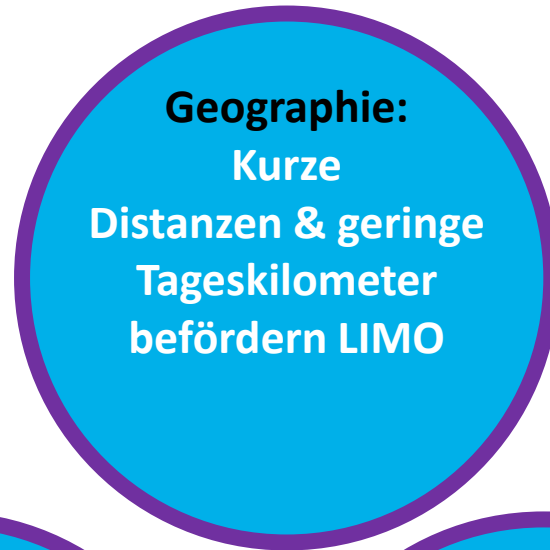 Geographie:
Kurze
Distanzen & geringe
Tageskilometer
befördern LIMO